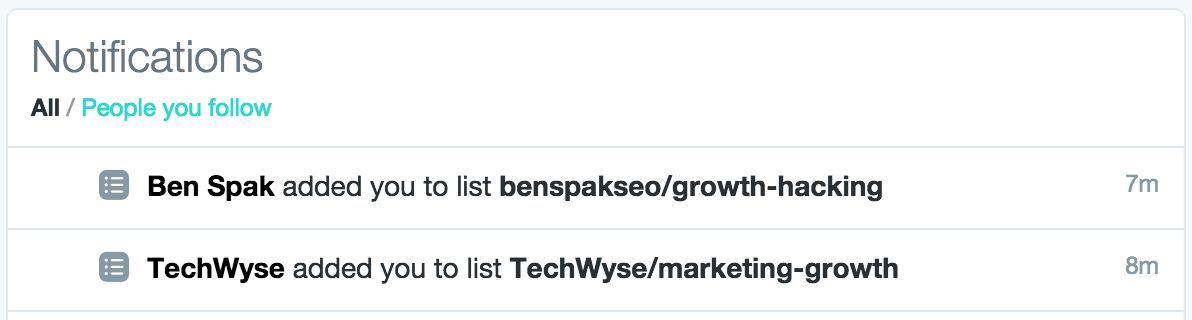 Notifications
All / People you follow
Ben Spak added you to list benspakseo/growth-hacking 7m
TechWyse added you to list TechWyse/marketing-growth 8m